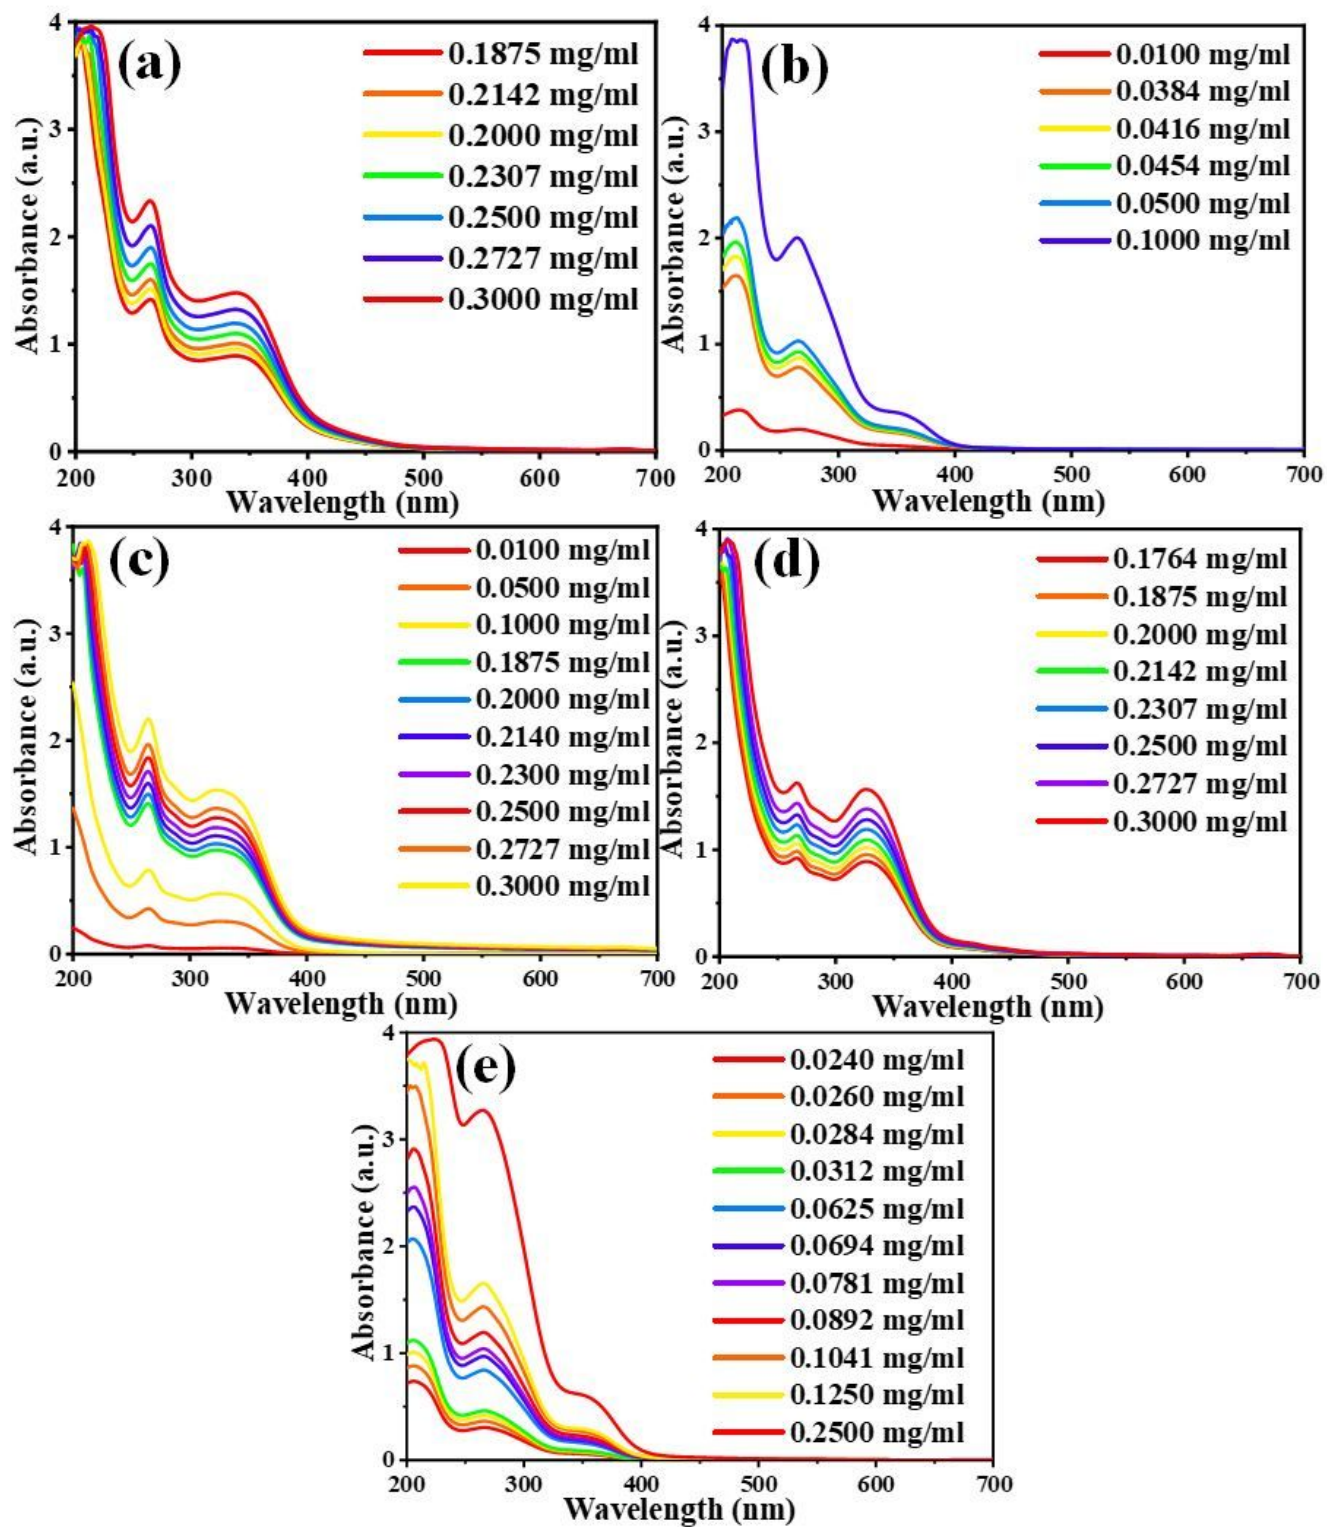 (a)
0.1875 mg/ml
0.2142 mg/ml
0.2000 mg/ml
0.2307 mg/ml
0.2500 mg/ml
0.2727 mg/ml
0.3000 mg/ml
Absorbance (a.u.)
4
3
2
1
0
200 300 400 500 600 700
Wavelength (nm)
(b)
0.0100 mg/ml
0.0384 mg/ml
0.0416 mg/ml
0.0454 mg/ml
0.0500 mg/ml
0.1000 mg/ml
Absorbance (a.u.)
4
3
2
1
0
200 300 400 500 600 700
Wavelength (nm)
(c)
0.0100 mg/ml
0.0500 mg/ml
0.1000 mg/ml
0.1875 mg/ml
0.2000 mg/ml
0.2140 mg/ml
0.2300 mg/ml
0.2500 mg/ml
0.2727 mg/ml
0.3000 mg/ml
Absorbance (a.u.)
4
3
2
1
0
200 300 400 500 600 700
Wavelength (nm)
(d)
0.1764 mg/ml
0.1875 mg/ml
0.2000 mg/ml
0.2142 mg/ml
0.2307 mg/ml
0.2500 mg/ml
0.2727 mg/ml
0.3000 mg/ml
Absorbance (a.u.)
4
3
2
1
0
200 300 400 500 600 700
Wavelength (nm)
(e)
0.0240 mg/ml
0.0260 mg/ml
0.0284 mg/ml
0.0312 mg/ml
0.0625 mg/ml
0.0694 mg/ml
0.0781 mg/ml
0.0892 mg/ml
0.1041 mg/ml
0.1250 mg/ml
0.2500 mg/ml
Absorbance (a.u.)
4
3
2
1
0
200 300 400 500 600 700
Wavelength (nm)